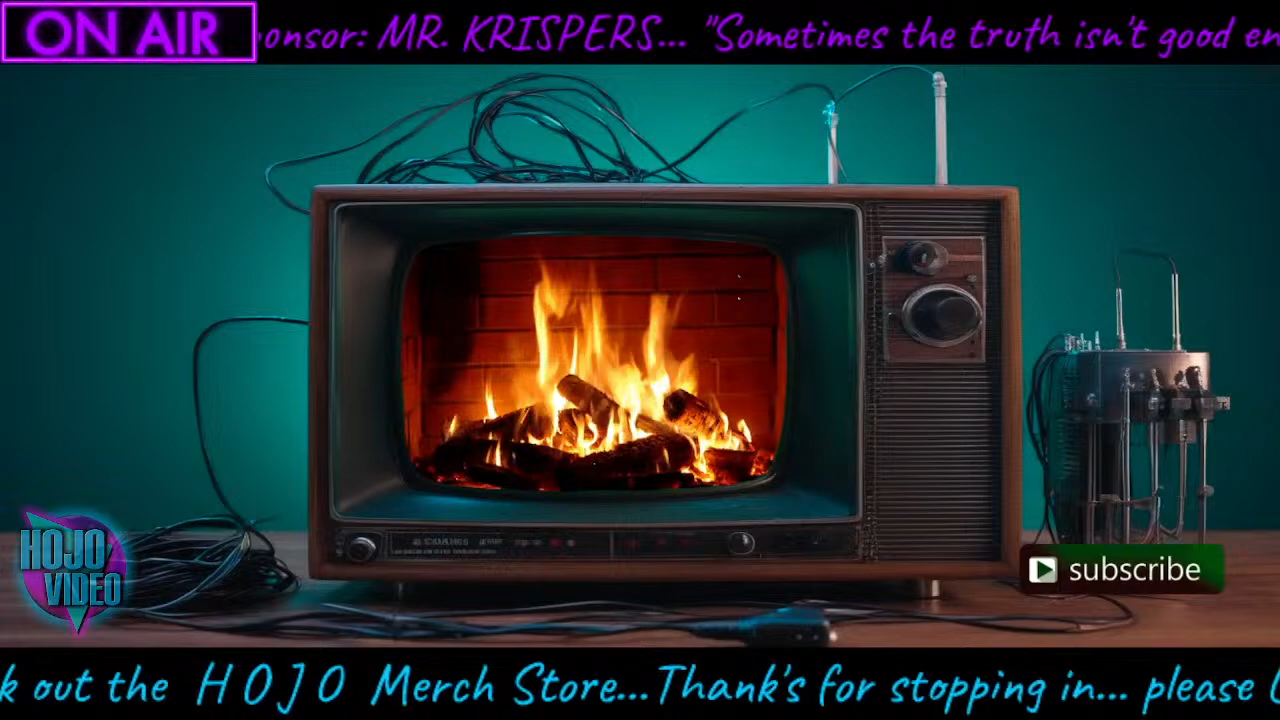 ON AIR
onsor: MR. KRISPERS... "Sometimes the truth isn't good en
HOJO
VIDEO
subscribe
k out the HOJO Merch Store...Thank's for stopping in... please